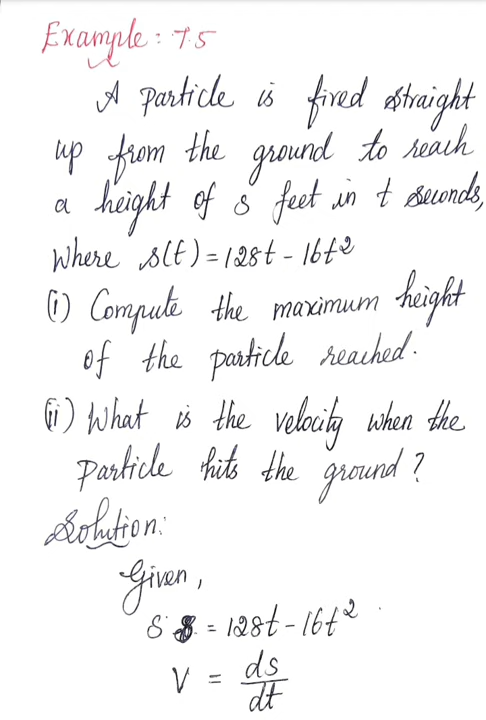 Example: 7.5
A particle is fired straight
up from the ground to reach
a height of s feet in t seconds,
where s(t) = 128t - 16t²
(i) Compute the maximum height
of the particle reached.
(ii) What is the velocity when the
particle hits the ground?
Solution:
Given,
S = 128t - 16t²
V = ds/dt